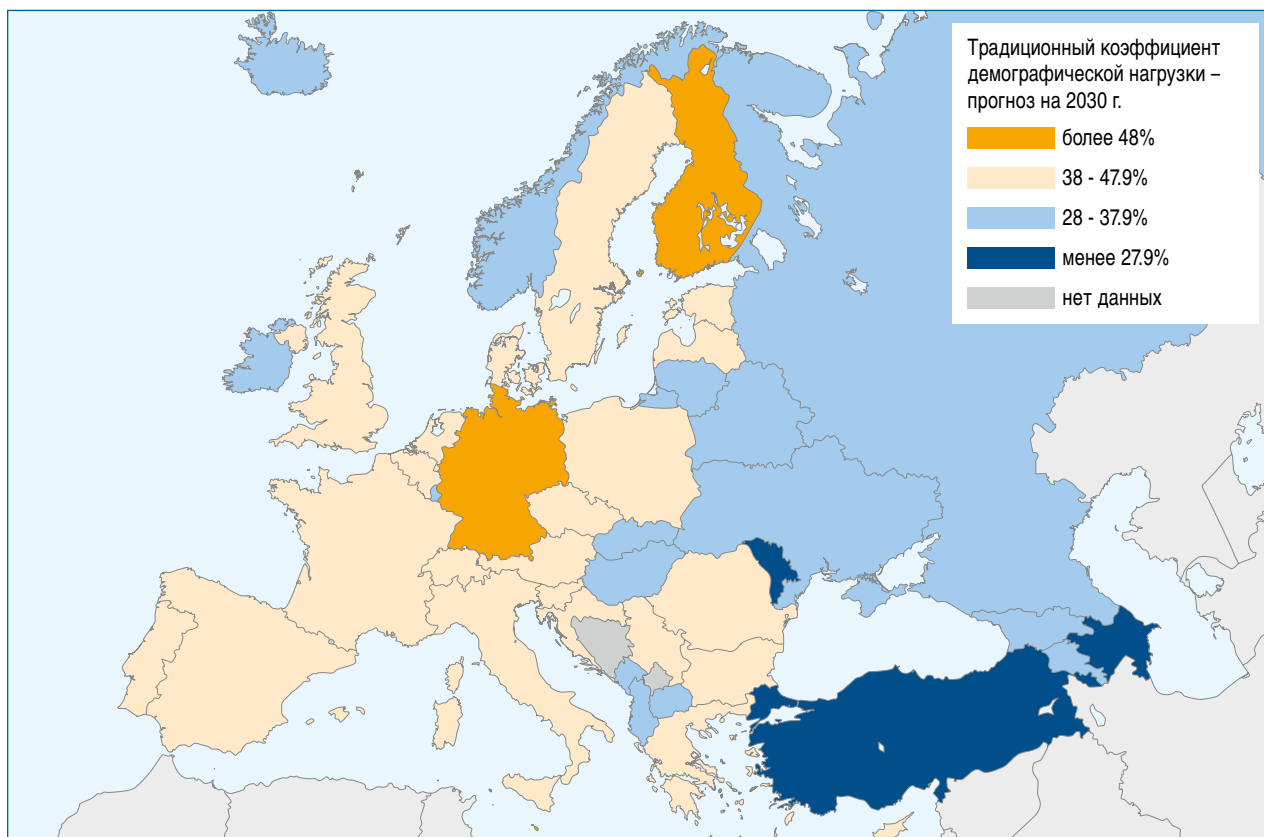 Традиционный коэффициент
демографической нагрузки –
прогноз на 2030 г.
более 48%
38 - 47.9%
28 - 37.9%
менее 27.9%
нет данных